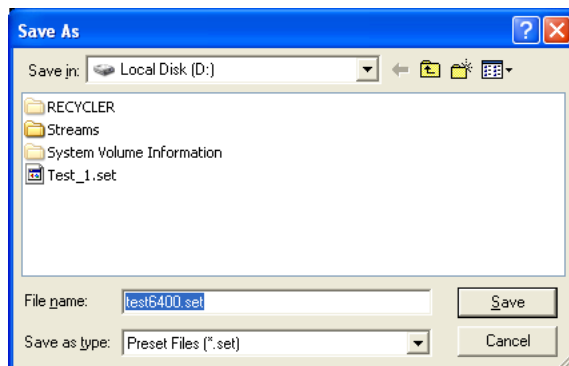 Save As
Save in: Local Disk (D:)
RECYCLER
Streams
System Volume Information
Test_1.set
File name: test6400.set Save
Save as type: Preset Files (*.set) Cancel